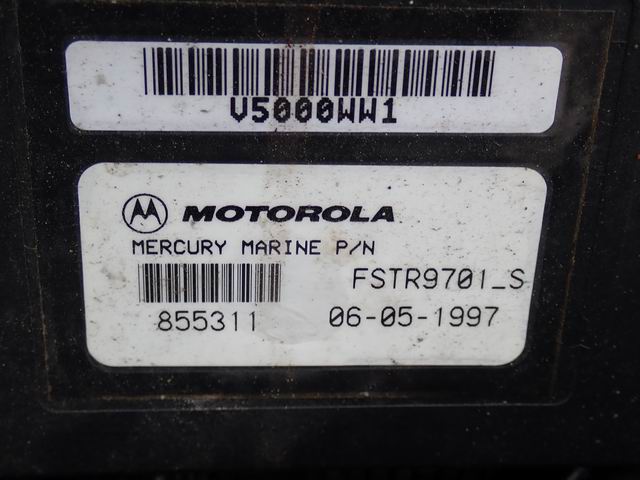 V5000WW1
MOTOROLA
MERCURY MARINE P/N
FSTR9701_S
855311
06-05-1997